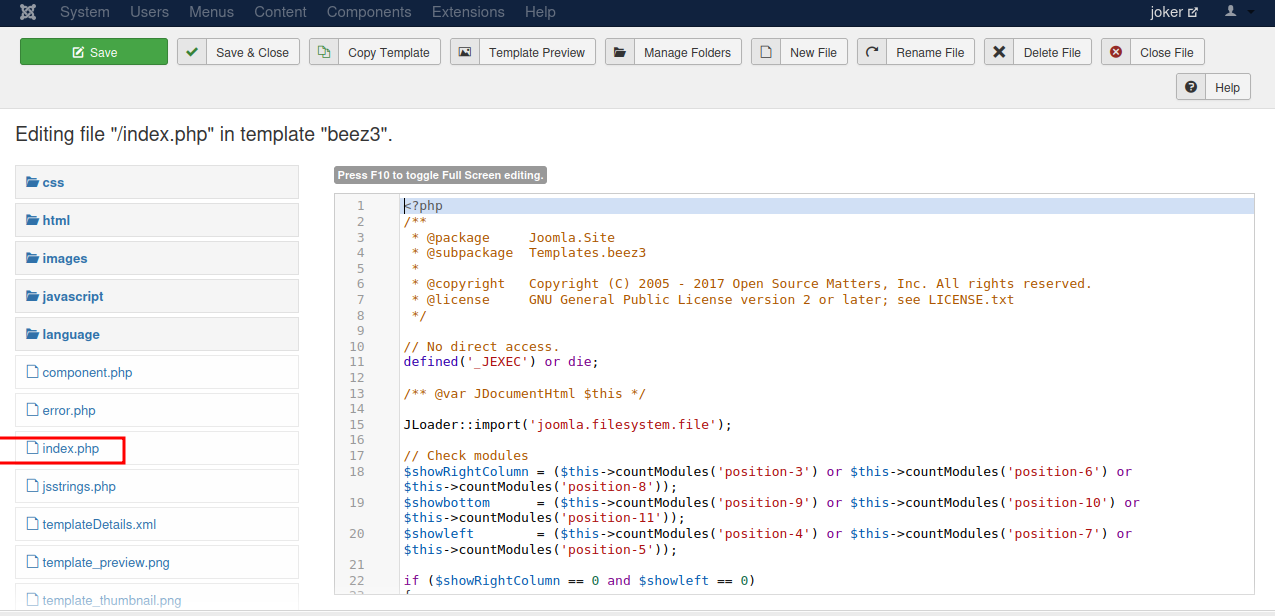 System Users Menus Content Components Extensions Help joker
Save Save & Close Copy Template Template Preview Manage Folders New File Rename File Delete File Close File
Help
Editing file "/index.php" in template "beez3".
css
html
images
javascript
language
component.php
error.php
index.php
jsstrings.php
templateDetails.xml
template_preview.png
template_thumbnail.png
Press F10 to toggle Full Screen editing.
1 <?php
2 /**
3  * @package     Joomla.Site
4  * @subpackage  Templates.beez3
5  *
6  * @copyright   Copyright (C) 2005 - 2017 Open Source Matters, Inc. All rights reserved.
7  * @license     GNU General Public License version 2 or later; see LICENSE.txt
8  */
9
10 // No direct access.
11 defined('_JEXEC') or die;
12
13 /** @var JDocumentHtml $this */
14
15 JLoader::import('joomla.filesystem.file');
16
17 // Check modules
18 $showRightColumn = ($this->countModules('position-3') or $this->countModules('position-6') or
$this->countModules('position-8'));
19 $showbottom      = ($this->countModules('position-9') or $this->countModules('position-10') or
$this->countModules('position-11'));
20 $showleft        = ($this->countModules('position-4') or $this->countModules('position-7') or
$this->countModules('position-5'));
21
22 if ($showRightColumn == 0 and $showleft == 0)
23 {